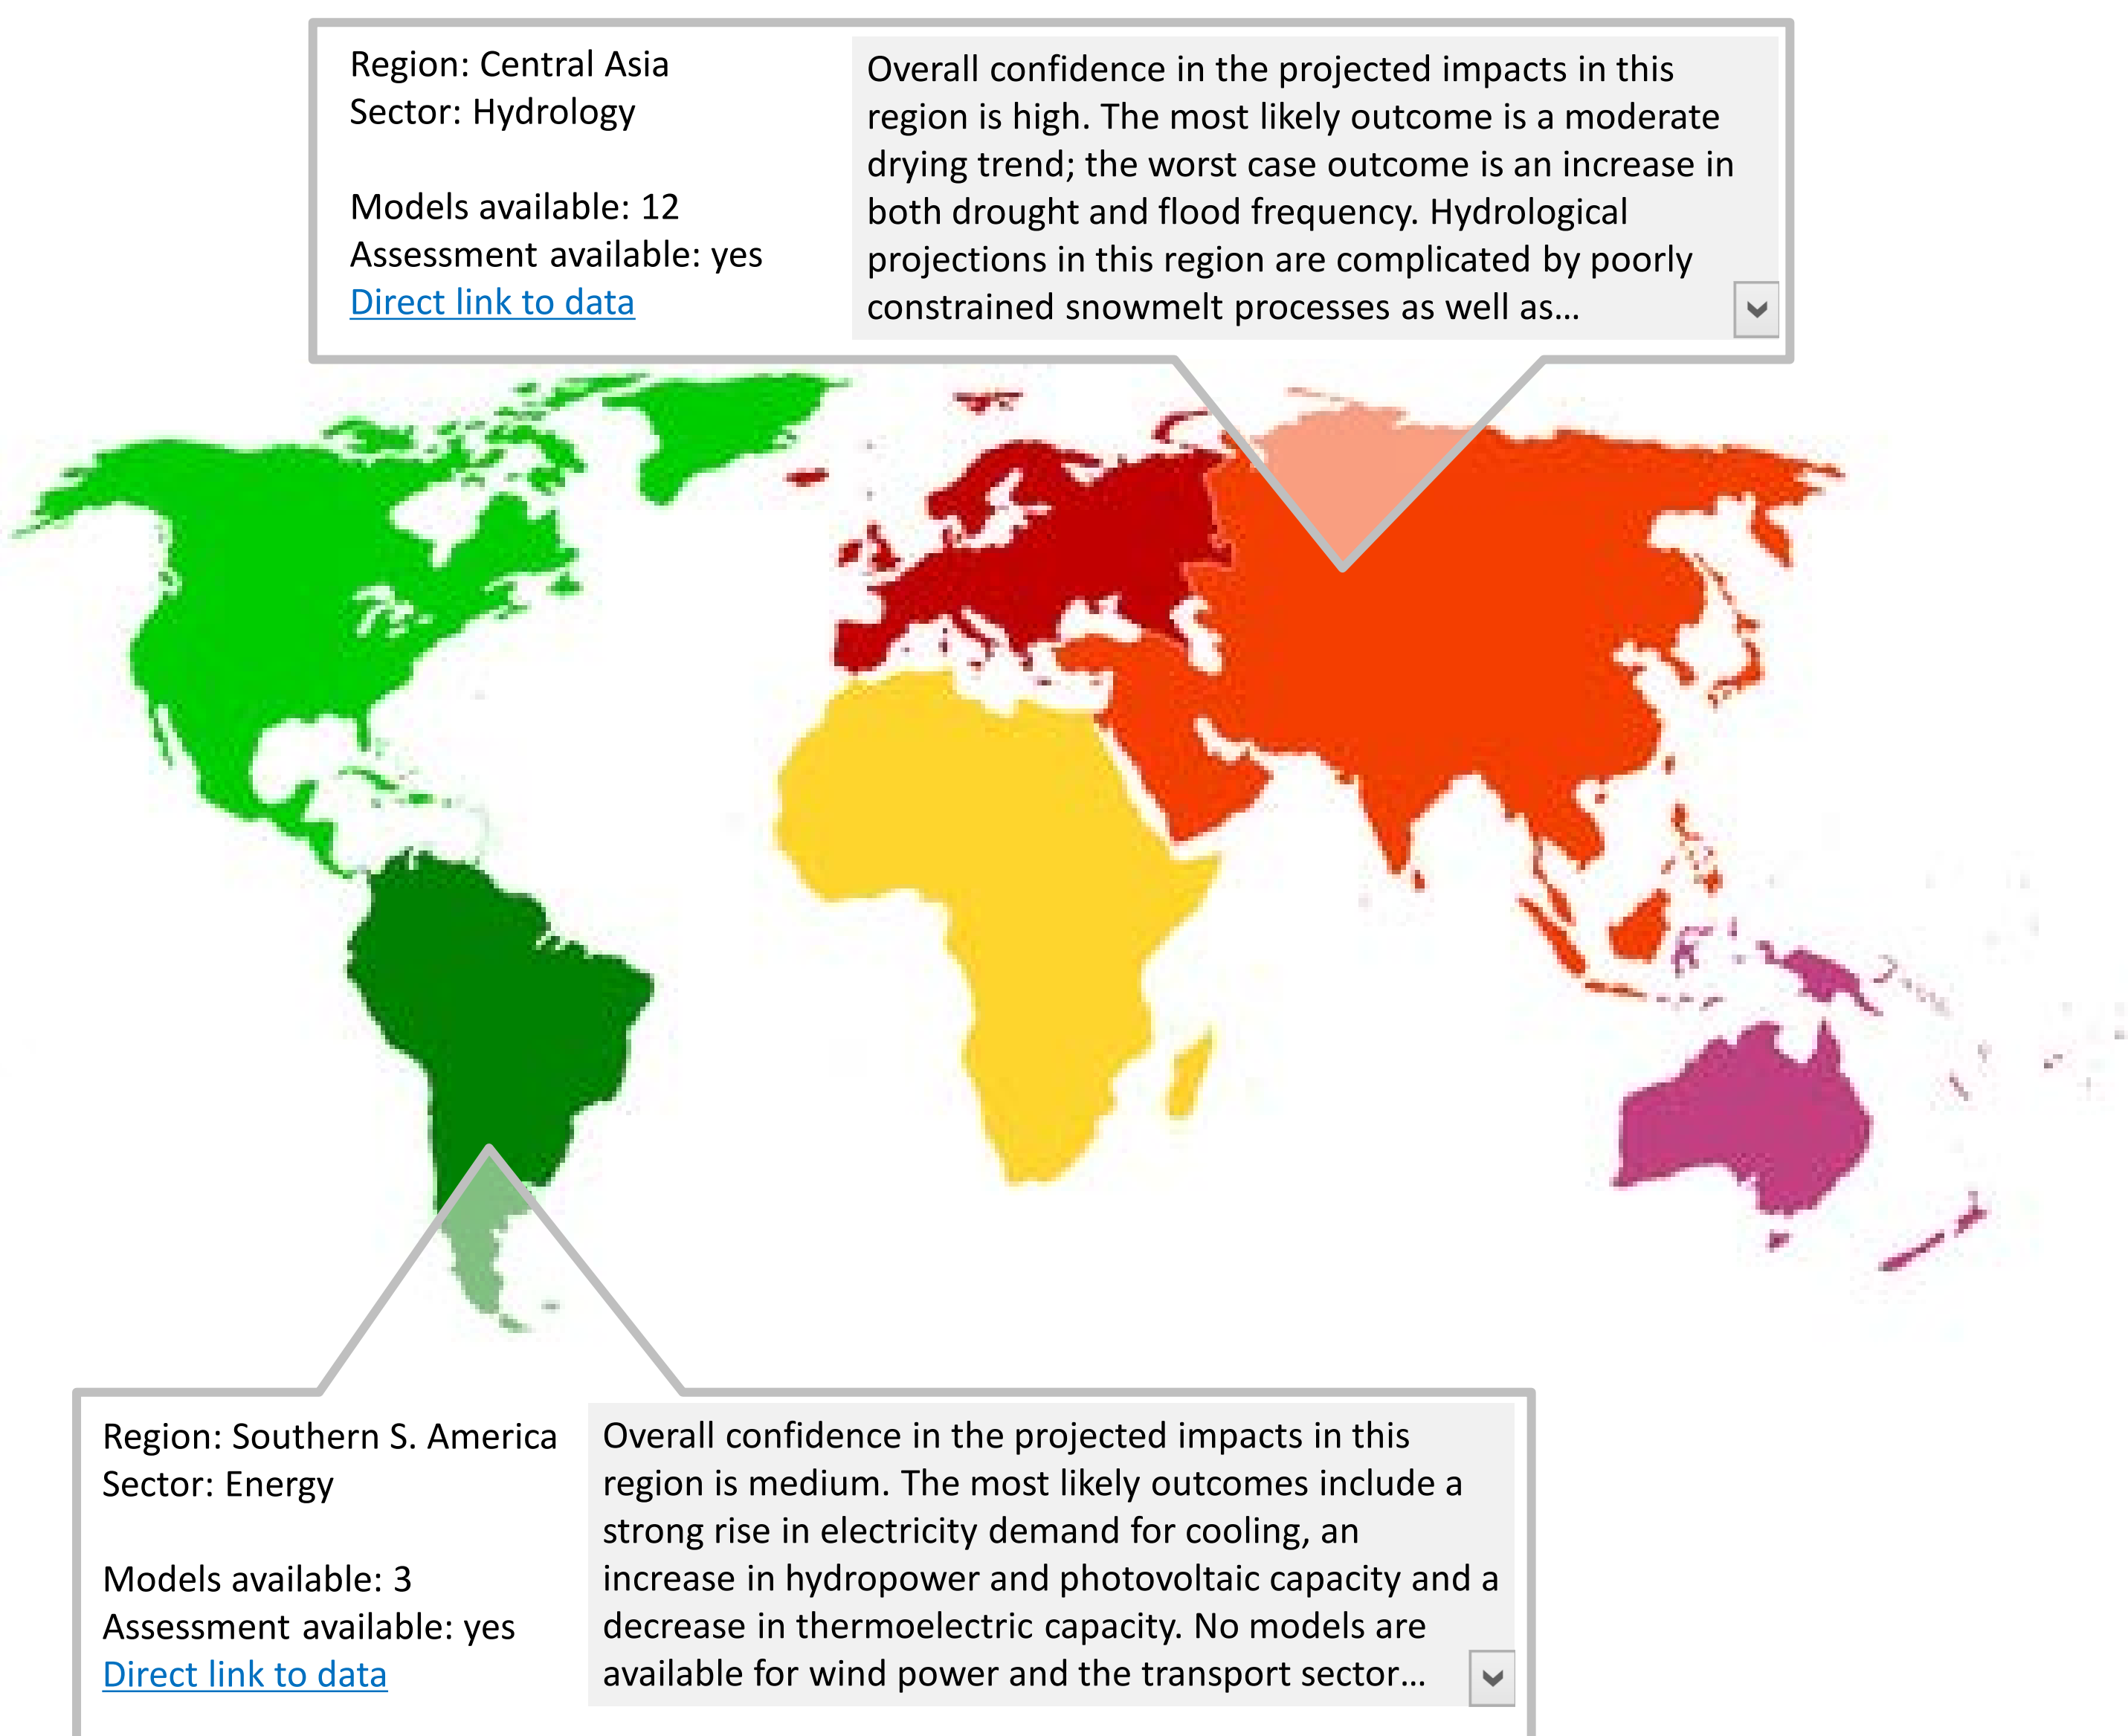 Region: Central Asia
Sector: Hydrology
Models available: 12
Assessment available: yes
Direct link to data
Overall confidence in the projected impacts in this
region is high. The most likely outcome is a moderate
drying trend; the worst case outcome is an increase in
both drought and flood frequency. Hydrological
projections in this region are complicated by poorly
constrained snowmelt processes as well as...
Region: Southern S. America
Sector: Energy
Models available: 3
Assessment available: yes
Direct link to data
Overall confidence in the projected impacts in this
region is medium. The most likely outcomes include a
strong rise in electricity demand for cooling, an
increase in hydropower and photovoltaic capacity and a
decrease in thermoelectric capacity. No models are
available for wind power and the transport sector...